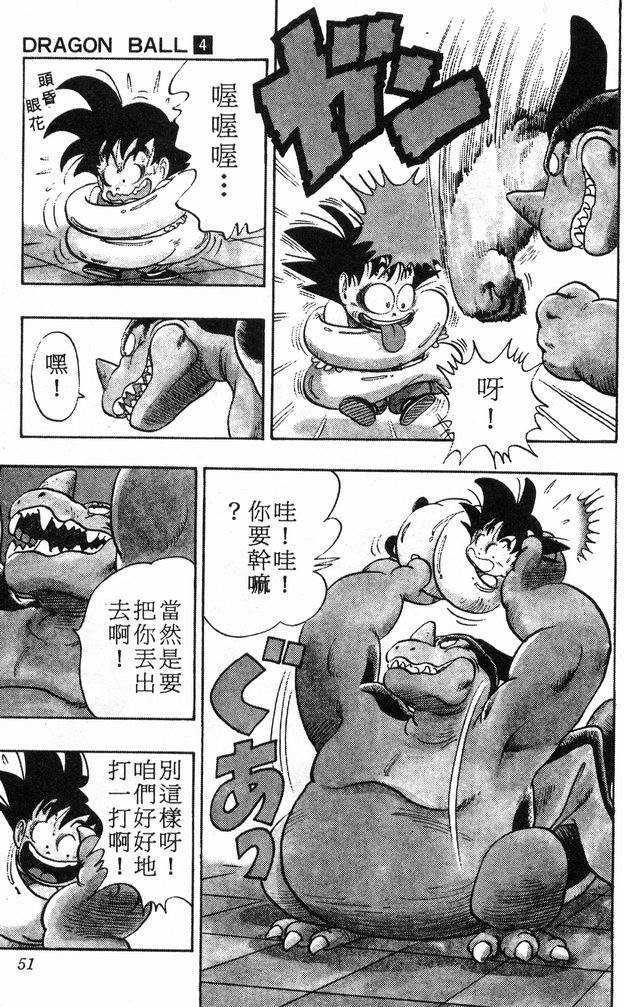 DRAGON BALL 4
ガン
呀！
頭昏
眼花
喔喔喔…
嘿！
哇！哇！
你要幹嘛
？
ぐあっ
當然是要
把你丟出
去啊！
別這樣呀！
咱們好好地
打一打啊！
51